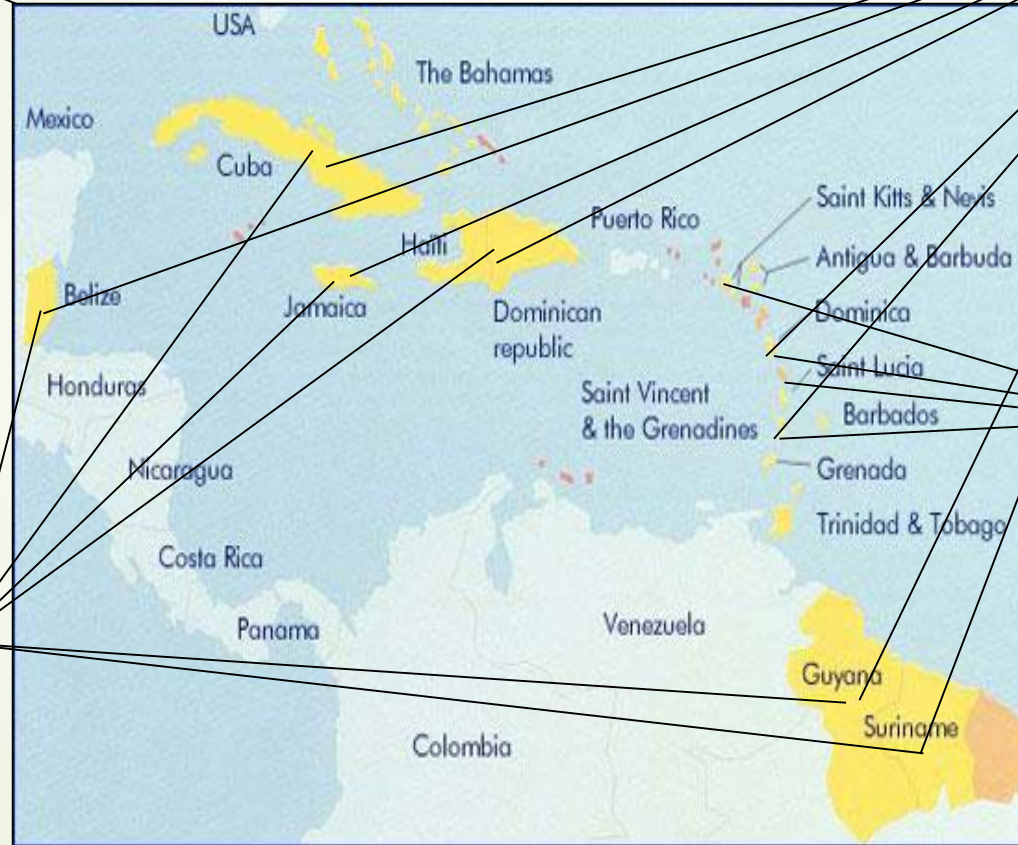 USA
The Bahamas
Mexico
Cuba
Saint Kitts & Nevis
Puerto Rico
Haïti
Antigua & Barbuda
Belize
Jamaica
Dominican
republic
Dominica
Saint Lucia
Honduras
Saint Vincent
& the Grenadines
Barbados
Nicaragua
Grenada
Trinidad & Tobago
Costa Rica
Panama
Venezuela
Guyana
Suriname
Colombia